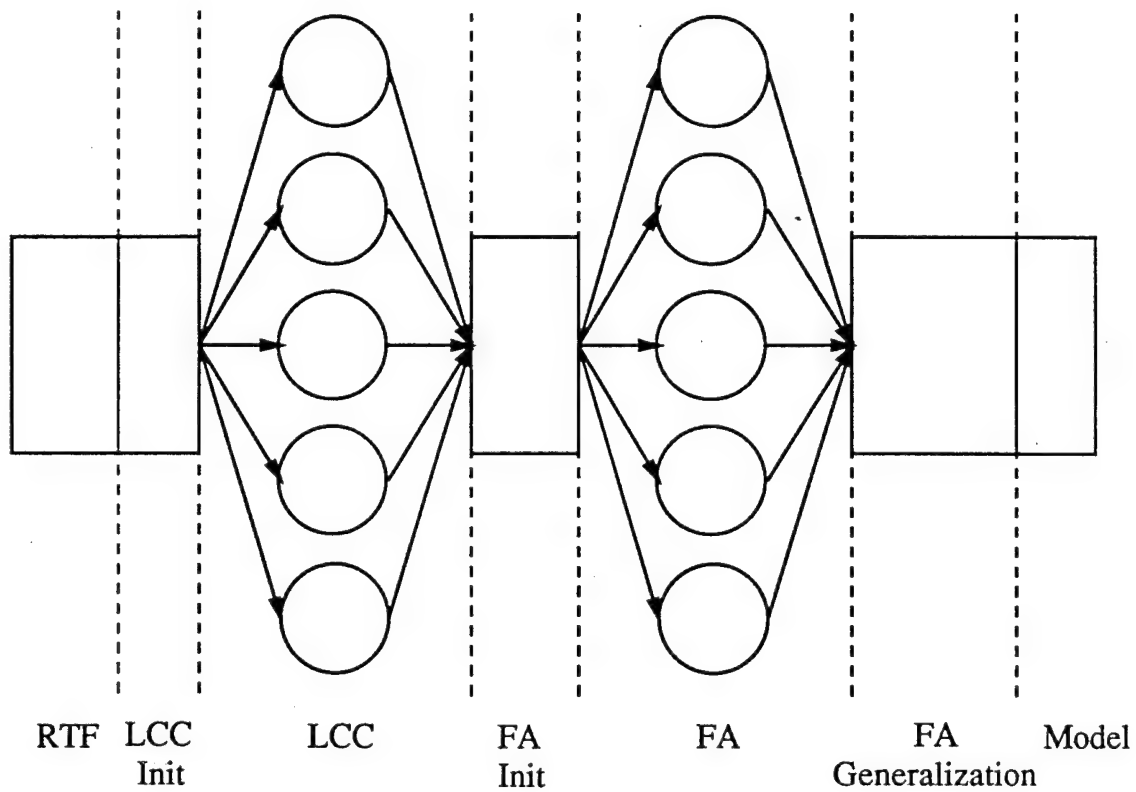 RTF
LCC
Init
LCC
FA
Init
FA
FA
Generalization
Model